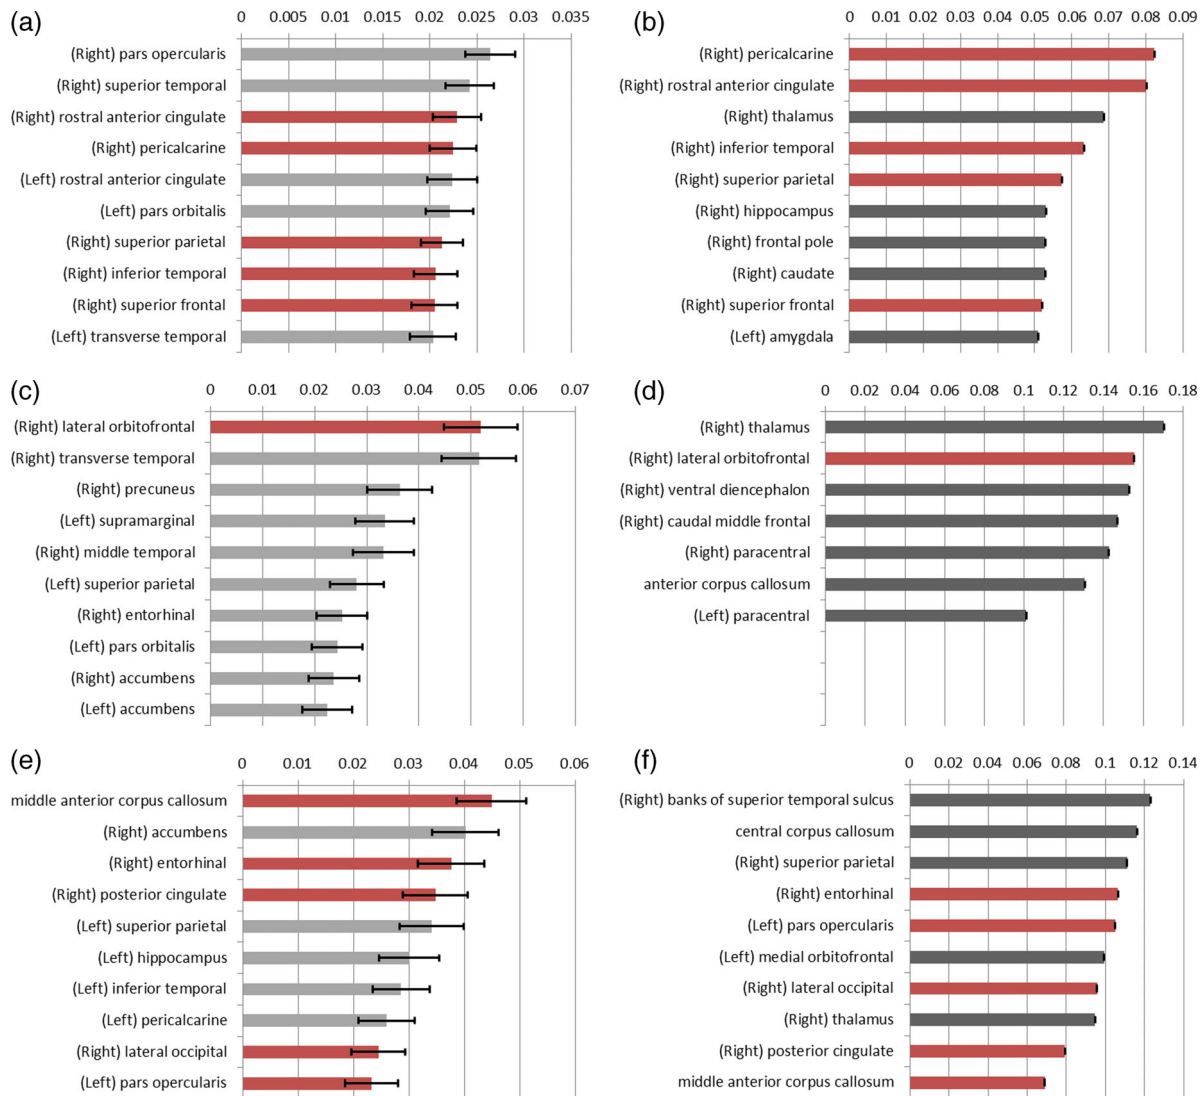 (a)
0 0.005 0.01 0.015 0.02 0.025 0.03 0.035
(Right) pars opercularis
(Right) superior temporal
(Right) rostral anterior cingulate
(Right) pericalcarine
(Left) rostral anterior cingulate
(Left) pars orbitalis
(Right) superior parietal
(Right) inferior temporal
(Right) superior frontal
(Left) transverse temporal
(b)
0 0.01 0.02 0.03 0.04 0.05 0.06 0.07 0.08 0.09
(Right) pericalcarine
(Right) rostral anterior cingulate
(Right) thalamus
(Right) inferior temporal
(Right) superior parietal
(Right) hippocampus
(Right) frontal pole
(Right) caudate
(Right) superior frontal
(Left) amygdala
(c)
0 0.01 0.02 0.03 0.04 0.05 0.06 0.07
(Right) lateral orbitofrontal
(Right) transverse temporal
(Right) precuneus
(Left) supramarginal
(Right) middle temporal
(Left) superior parietal
(Right) entorhinal
(Left) pars orbitalis
(Right) accumbens
(Left) accumbens
(d)
0 0.02 0.04 0.06 0.08 0.1 0.12 0.14 0.16 0.18
(Right) thalamus
(Right) lateral orbitofrontal
(Right) ventral diencephalon
(Right) caudal middle frontal
(Right) paracentral
anterior corpus callosum
(Left) paracentral
(e)
0 0.01 0.02 0.03 0.04 0.05 0.06
middle anterior corpus callosum
(Right) accumbens
(Right) entorhinal
(Right) posterior cingulate
(Left) superior parietal
(Left) hippocampus
(Left) inferior temporal
(Left) pericalcarine
(Right) lateral occipital
(Left) pars opercularis
(f)
0 0.02 0.04 0.06 0.08 0.1 0.12 0.14
(Right) banks of superior temporal sulcus
central corpus callosum
(Right) superior parietal
(Right) entorhinal
(Left) pars opercularis
(Left) medial orbitofrontal
(Right) lateral occipital
(Right) thalamus
(Right) posterior cingulate
middle anterior corpus callosum